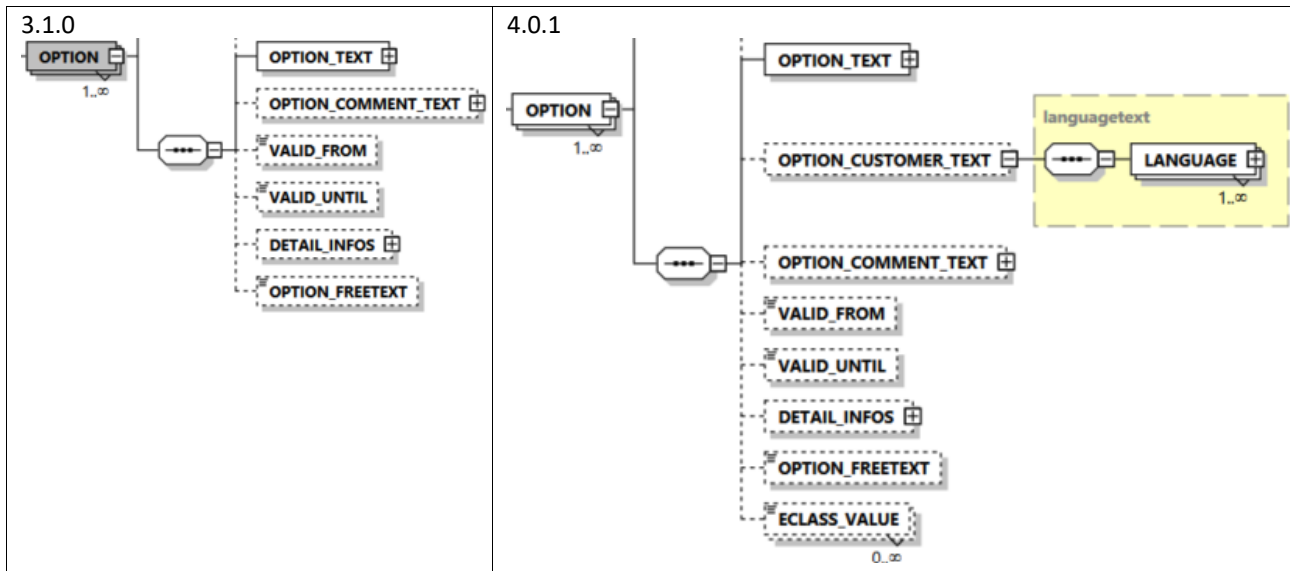 3.1.0
OPTION
1..∞
OPTION_TEXT
OPTION_COMMENT_TEXT
VALID_FROM
VALID_UNTIL
DETAIL_INFOS
OPTION_FREETEXT
4.0.1
OPTION
1..∞
OPTION_TEXT
OPTION_CUSTOMER_TEXT
languagetext
LANGUAGE
1..∞
OPTION_COMMENT_TEXT
VALID_FROM
VALID_UNTIL
DETAIL_INFOS
OPTION_FREETEXT
ECLASS_VALUE
0..∞